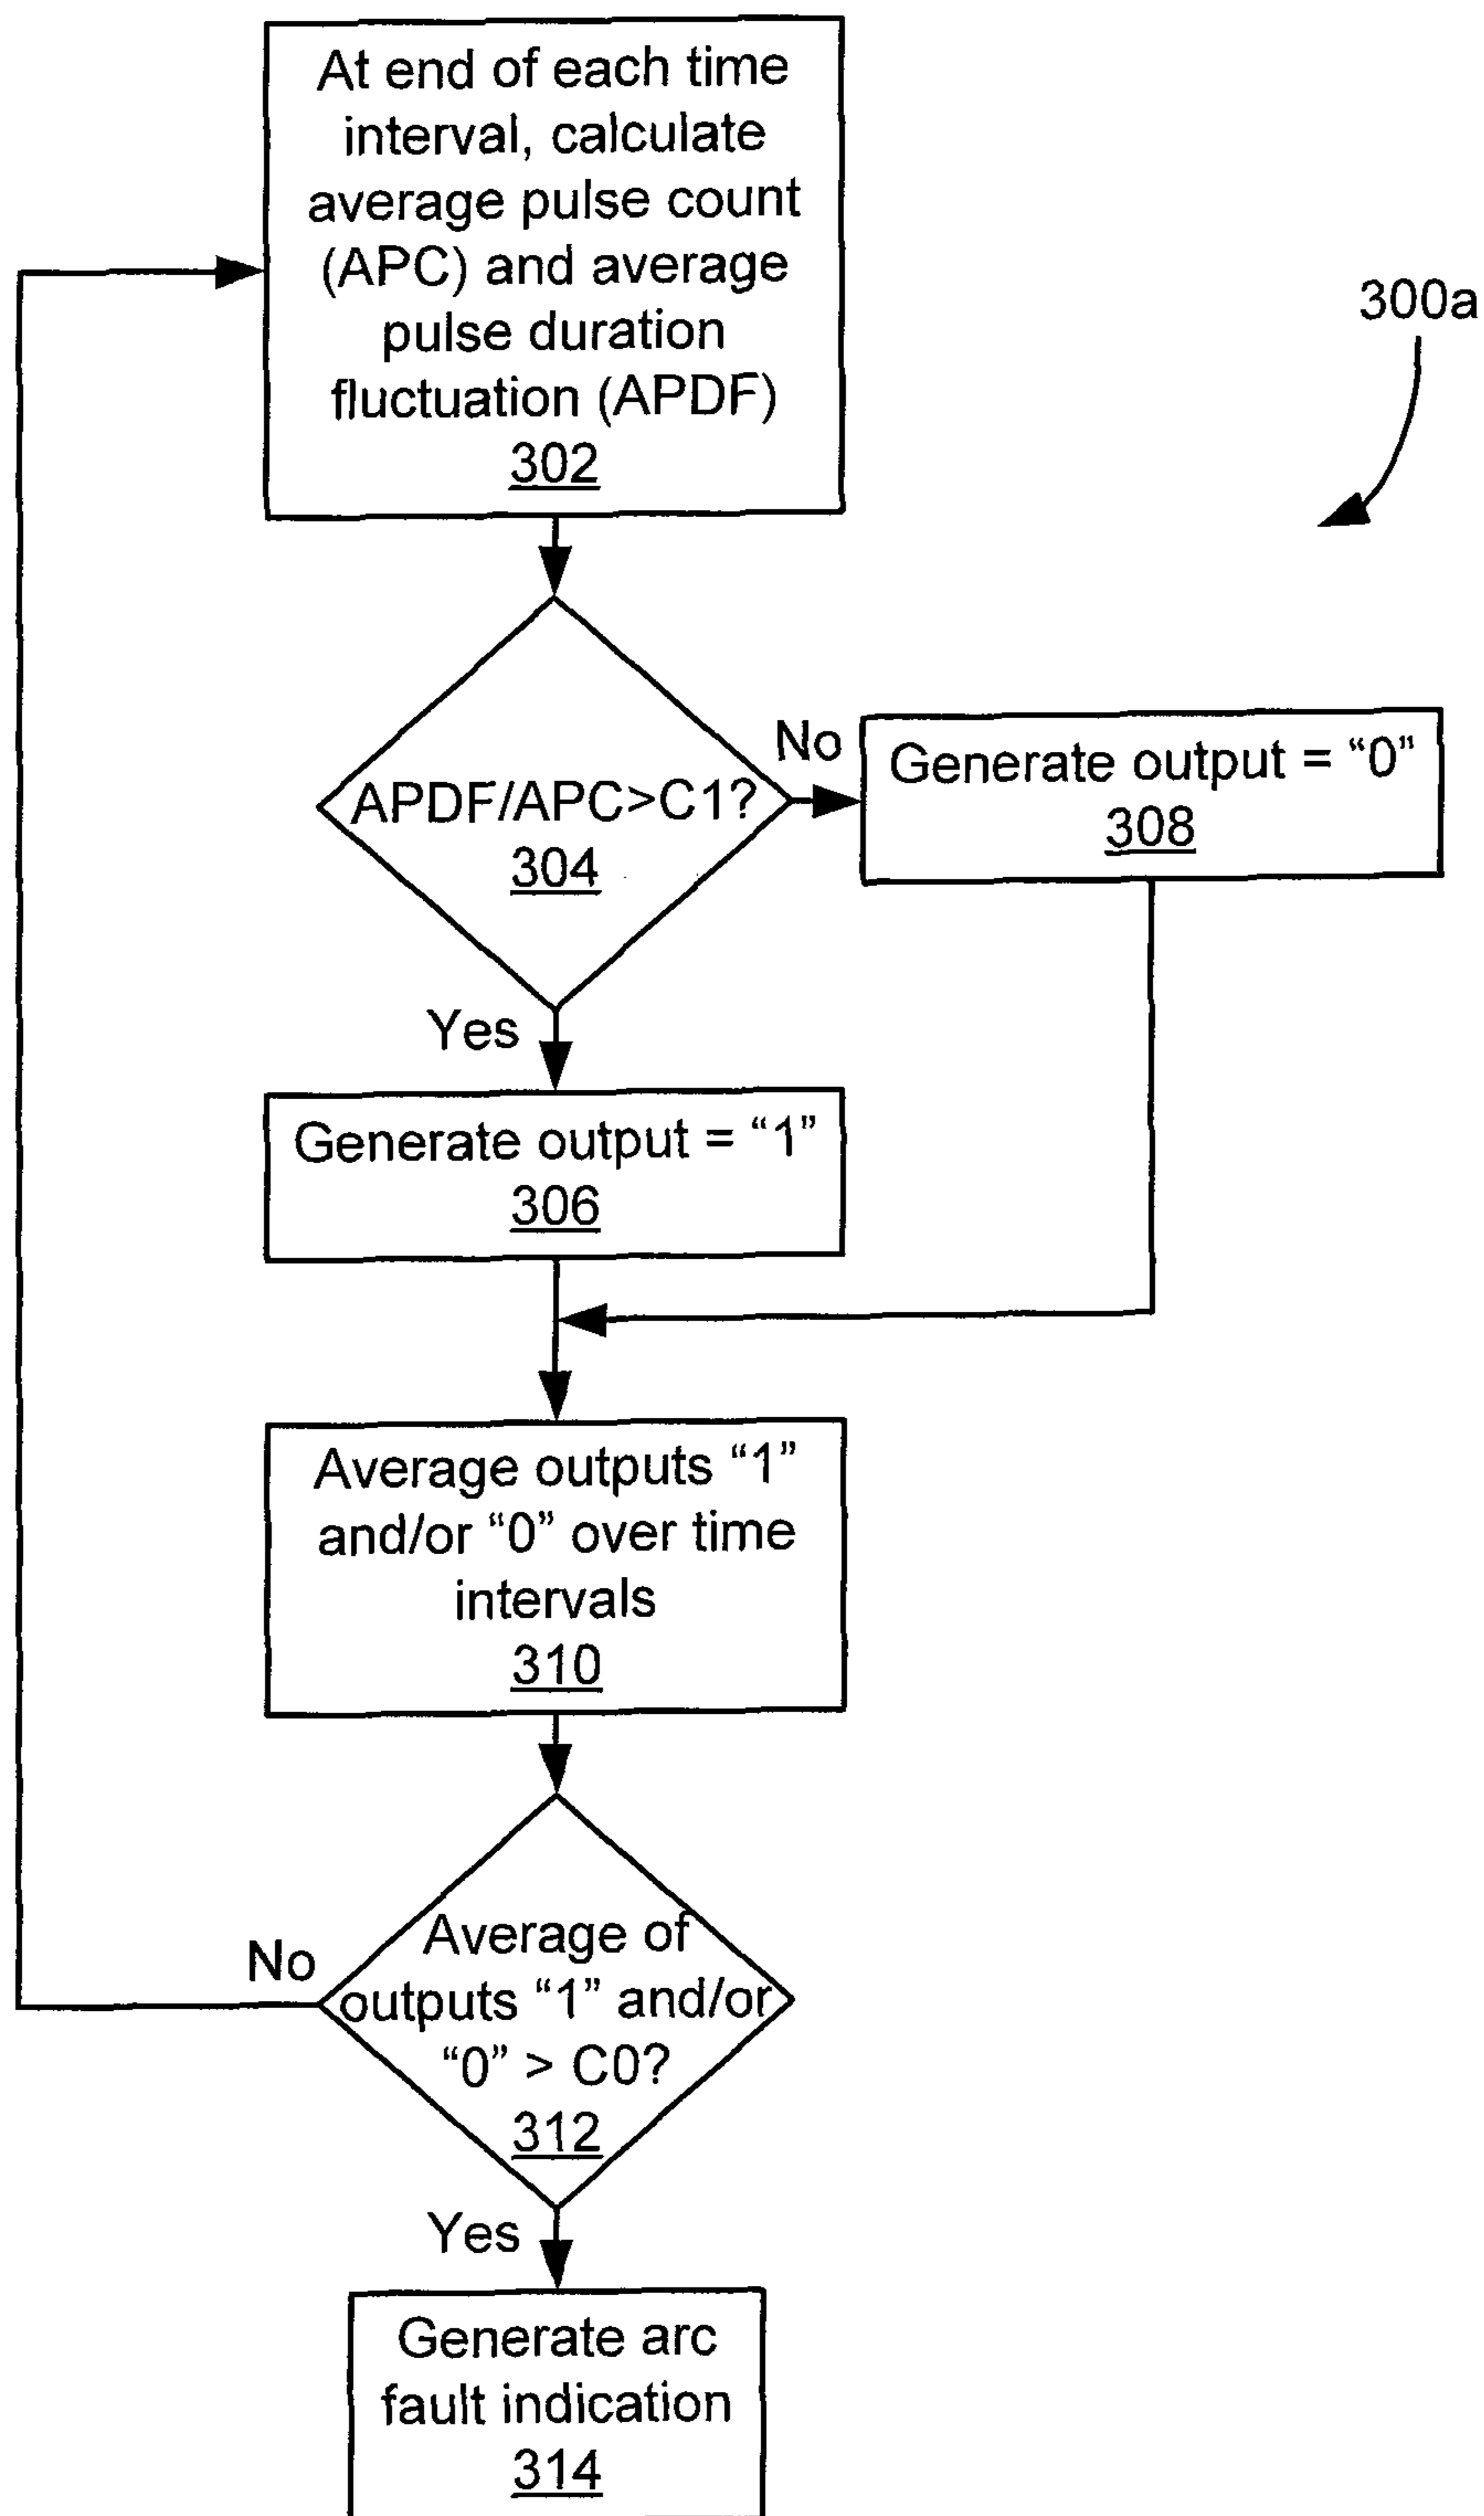 At end of each time
interval, calculate
average pulse count
(APC) and average
pulse duration
fluctuation (APDF)
302
300a
No
APDF/APC>C1?
304
Generate output = “0”
308
Yes
Generate output = “1”
306
Average outputs “1”
and/or “0” over time
intervals
310
No
Average of
outputs “1” and/or
“0” > C0?
312
Yes
Generate arc
fault indication
314